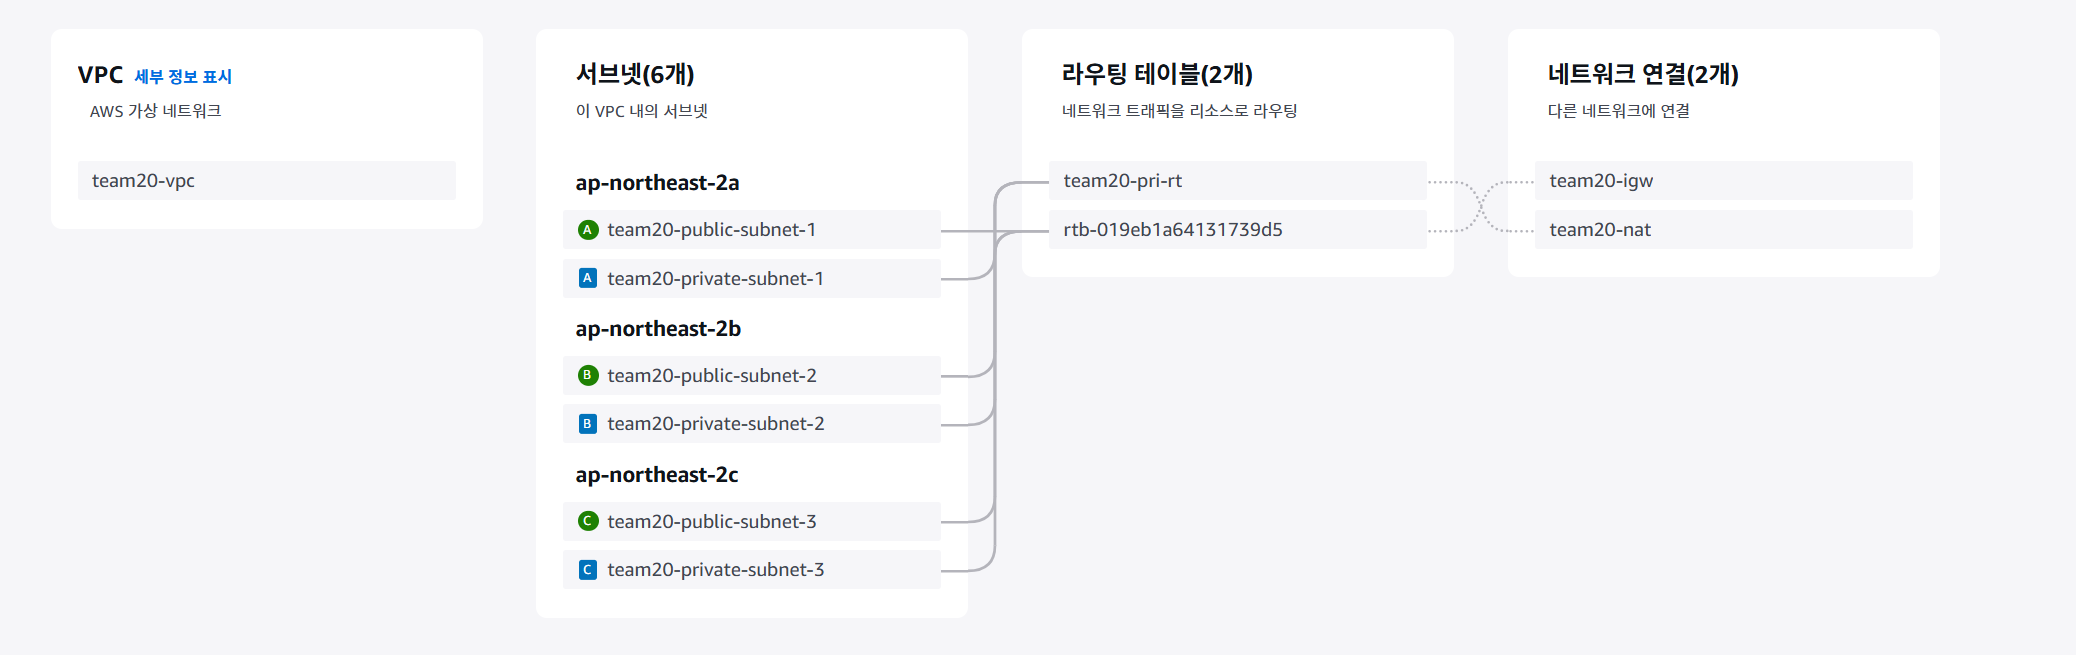 VPC 세부 정보 표시
AWS 가상 네트워크
team20-vpc
서브넷(6개)
이 VPC 내의 서브넷
ap-northeast-2a
A team20-public-subnet-1
A team20-private-subnet-1
ap-northeast-2b
B team20-public-subnet-2
B team20-private-subnet-2
ap-northeast-2c
C team20-public-subnet-3
C team20-private-subnet-3
라우팅 테이블(2개)
네트워크 트래픽을 리소스로 라우팅
team20-pri-rt
rtb-019eb1a64131739d5
네트워크 연결(2개)
다른 네트워크에 연결
team20-igw
team20-nat